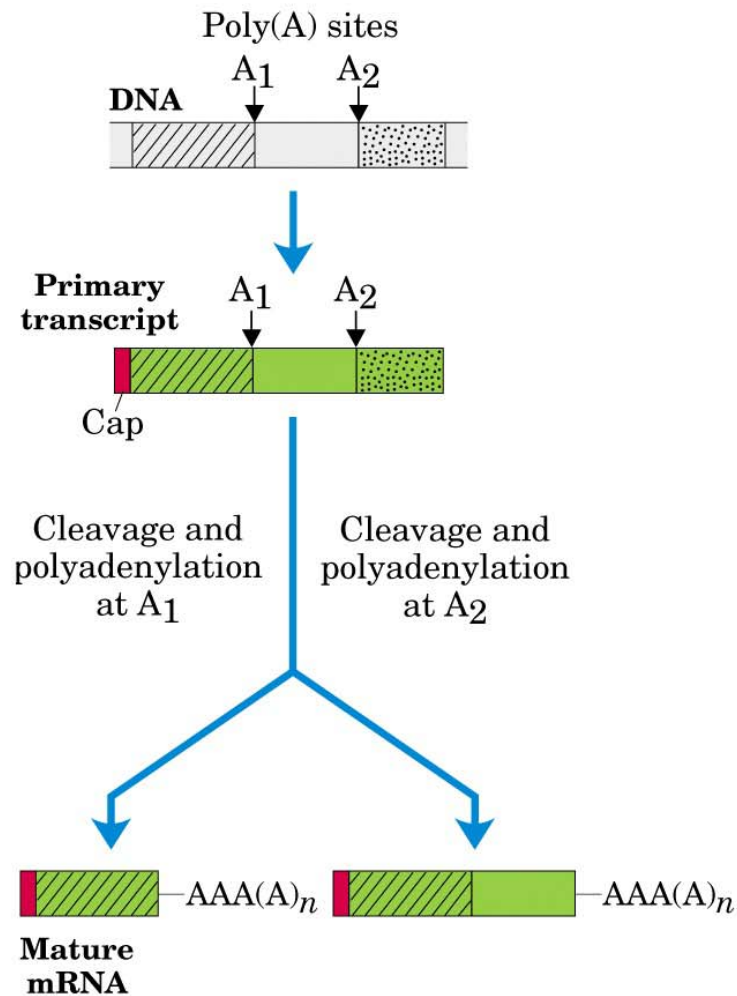 Poly(A) sites
A1 A2
DNA
Primary
transcript
A1 A2
Cap
Cleavage and
polyadenylation
at A1
Cleavage and
polyadenylation
at A2
AAA(A)n
AAA(A)n
Mature
mRNA